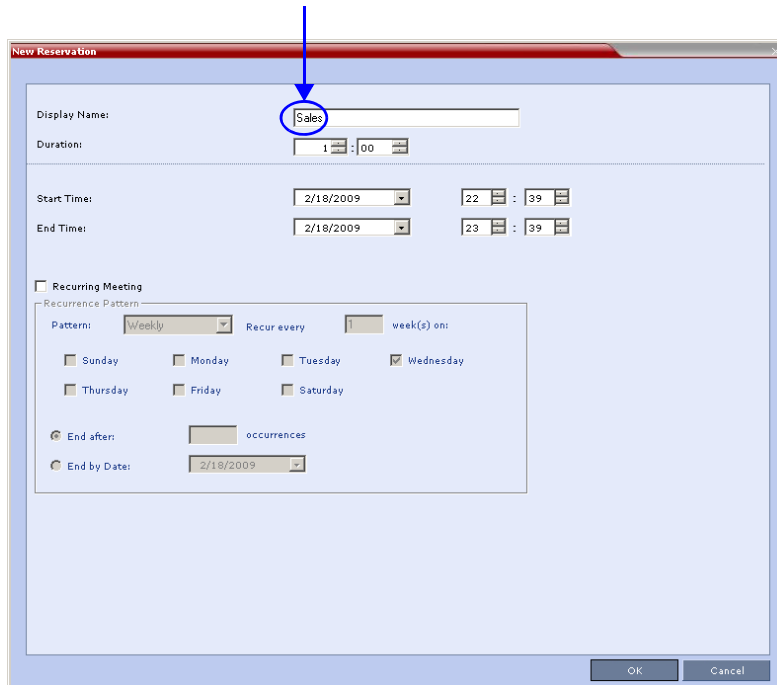 New Reservation
Display Name: Sales
Duration: 1 : 00
Start Time: 2/18/2009 22 : 39
End Time: 2/18/2009 23 : 39
Recurring Meeting
Recurrence Pattern
Pattern: Weekly Recur every 1 week(s) on:
Sunday Monday Tuesday Wednesday
Thursday Friday Saturday
End after: occurrences
End by Date: 2/18/2009
OK Cancel